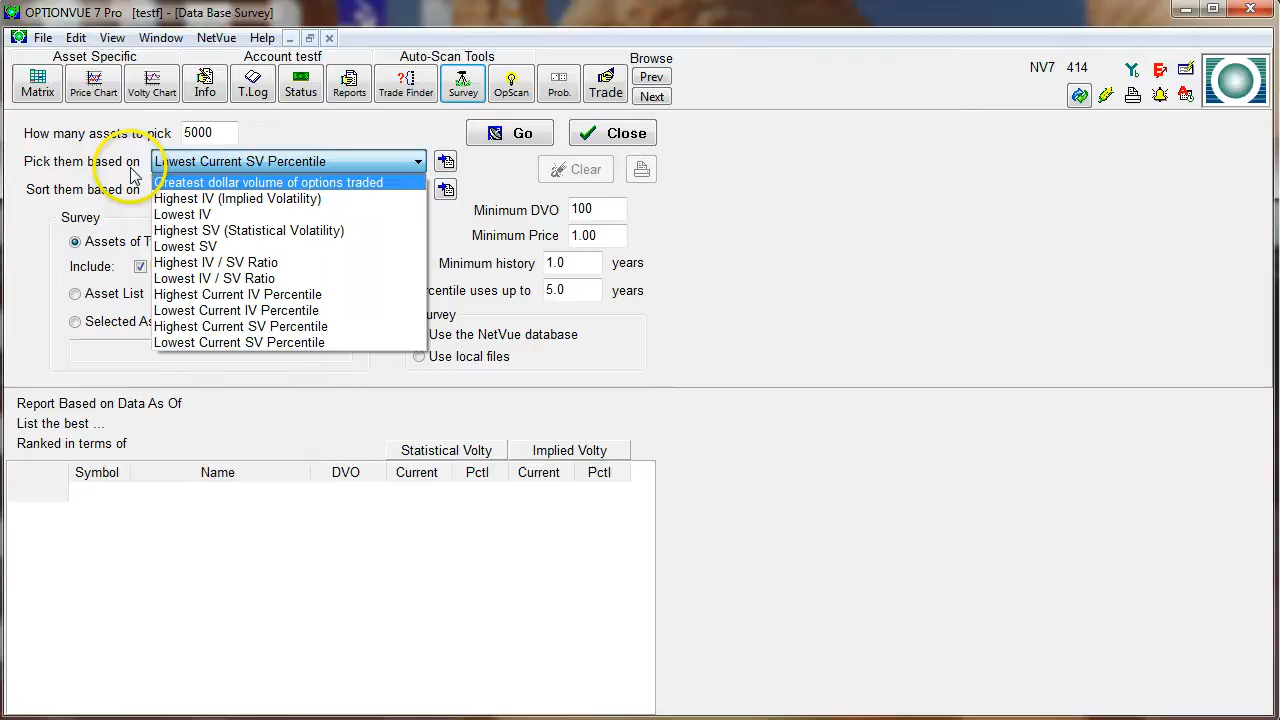 OPTIONVUE 7 Pro [testf] - [Data Base Survey]
File Edit View Window NetVue Help
Asset Specific Account testf Auto-Scan Tools Browse
Matrix Price Chart Volty Chart Info T.Log Status Reports Trade Finder Survey OpScan Prob. Trade Prev
Next
NV7 414
How many assets to pick 5000 Go Close
Pick them based on Lowest Current SV Percentile Clear
Sort them based on
Greatest dollar volume of options traded
Highest IV (Implied Volatility)
Lowest IV
Highest SV (Statistical Volatility)
Lowest SV
Highest IV / SV Ratio
Lowest IV / SV Ratio
Highest Current IV Percentile
Lowest Current IV Percentile
Highest Current SV Percentile
Lowest Current SV Percentile
Survey
Assets of T
Include:
Asset List
Selected As
Minimum DVO 100
Minimum Price 1.00
Minimum history 1.0 years
rcentile uses up to 5.0 years
urvey
Use the NetVue database
Use local files
Report Based on Data As Of
List the best ...
Ranked in terms of
Statistical Volty Implied Volty
Symbol Name DVO Current Pctl Current Pctl